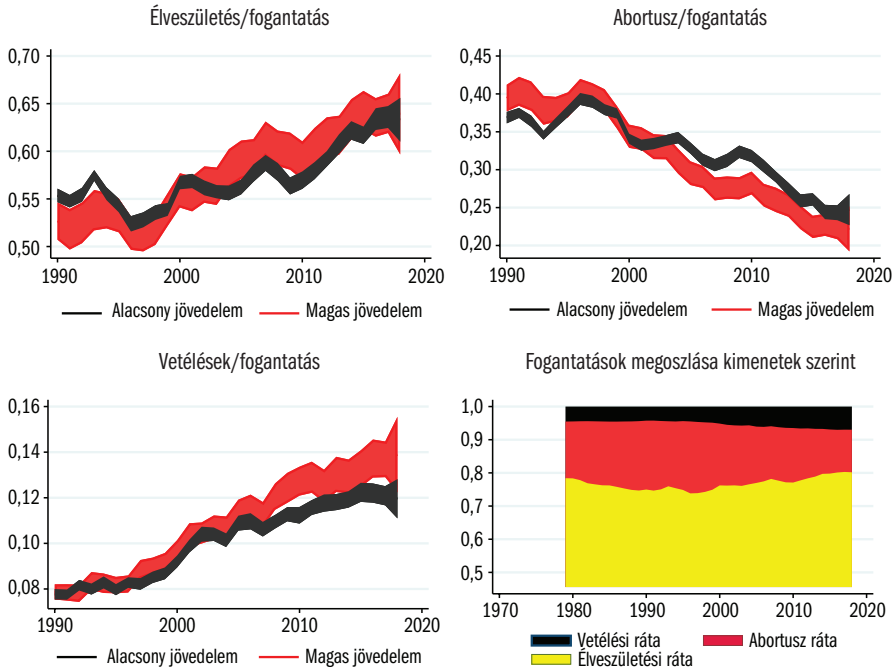 Élveszületés/fogantatás
0,70
0,65
0,60
0,55
0,50
1990 2000 2010 2020
Alacsony jövedelem Magas jövedelem
Abortusz/fogantatás
0,45
0,40
0,35
0,30
0,25
0,20
1990 2000 2010 2020
Alacsony jövedelem Magas jövedelem
Vetélések/fogantatás
0,16
0,14
0,12
0,10
0,08
1990 2000 2010 2020
Alacsony jövedelem Magas jövedelem
Fogantatások megoszlása kimenetek szerint
1,0
0,9
0,8
0,7
0,6
0,5
1970 1980 1990 2000 2010 2020
Vetélési ráta Abortusz ráta
Élveszületési ráta